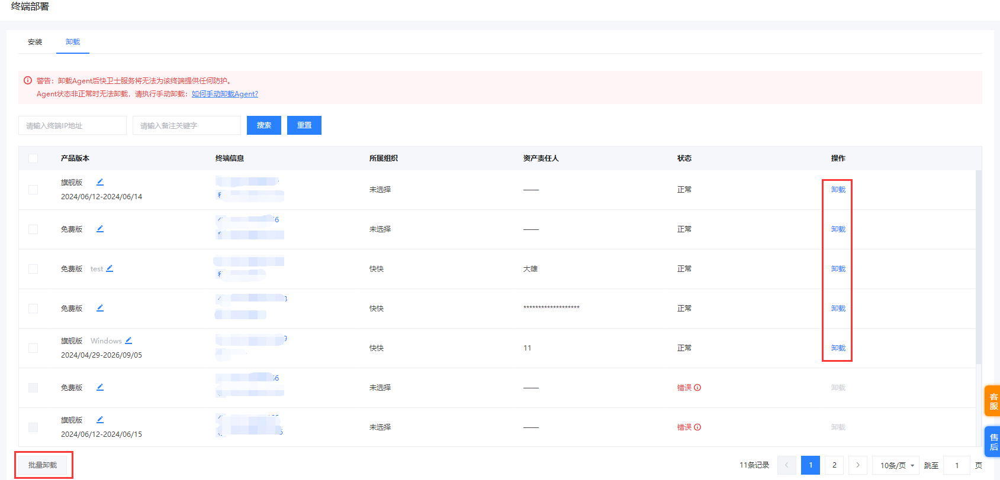 终端部署
安装 卸载
警告：卸载Agent后快卫士服务将无法为该终端提供任何防护。
Agent状态非正常时无法卸载，请执行手动卸载：如何手动卸载Agent?
请输入终端IP地址 请输入备注关键字 搜索 重置
产品版本 终端信息 所属组织 资产责任人 状态 操作
旗舰版
2024/06/12-2024/06/14
未选择 —— 正常 卸载
免费版 未选择 —— 正常 卸载
免费版 test 快快 大雄 正常 卸载
免费版 快快 ******************* 正常 卸载
旗舰版 Windows
2024/04/29-2026/09/05
快快 11 正常 卸载
免费版 未选择 —— 错误 卸载
旗舰版
2024/06/12-2024/06/15
未选择 —— 错误 卸载
客服
售后
批量卸载 11条记录 1 2 10条/页 跳至 1 页